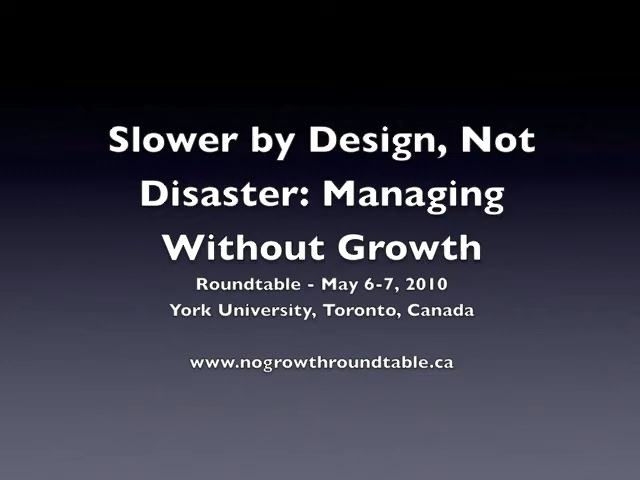 Slower by Design, Not
Disaster: Managing
Without Growth
Roundtable - May 6-7, 2010
York University, Toronto, Canada
www.nogrowthroundtable.ca